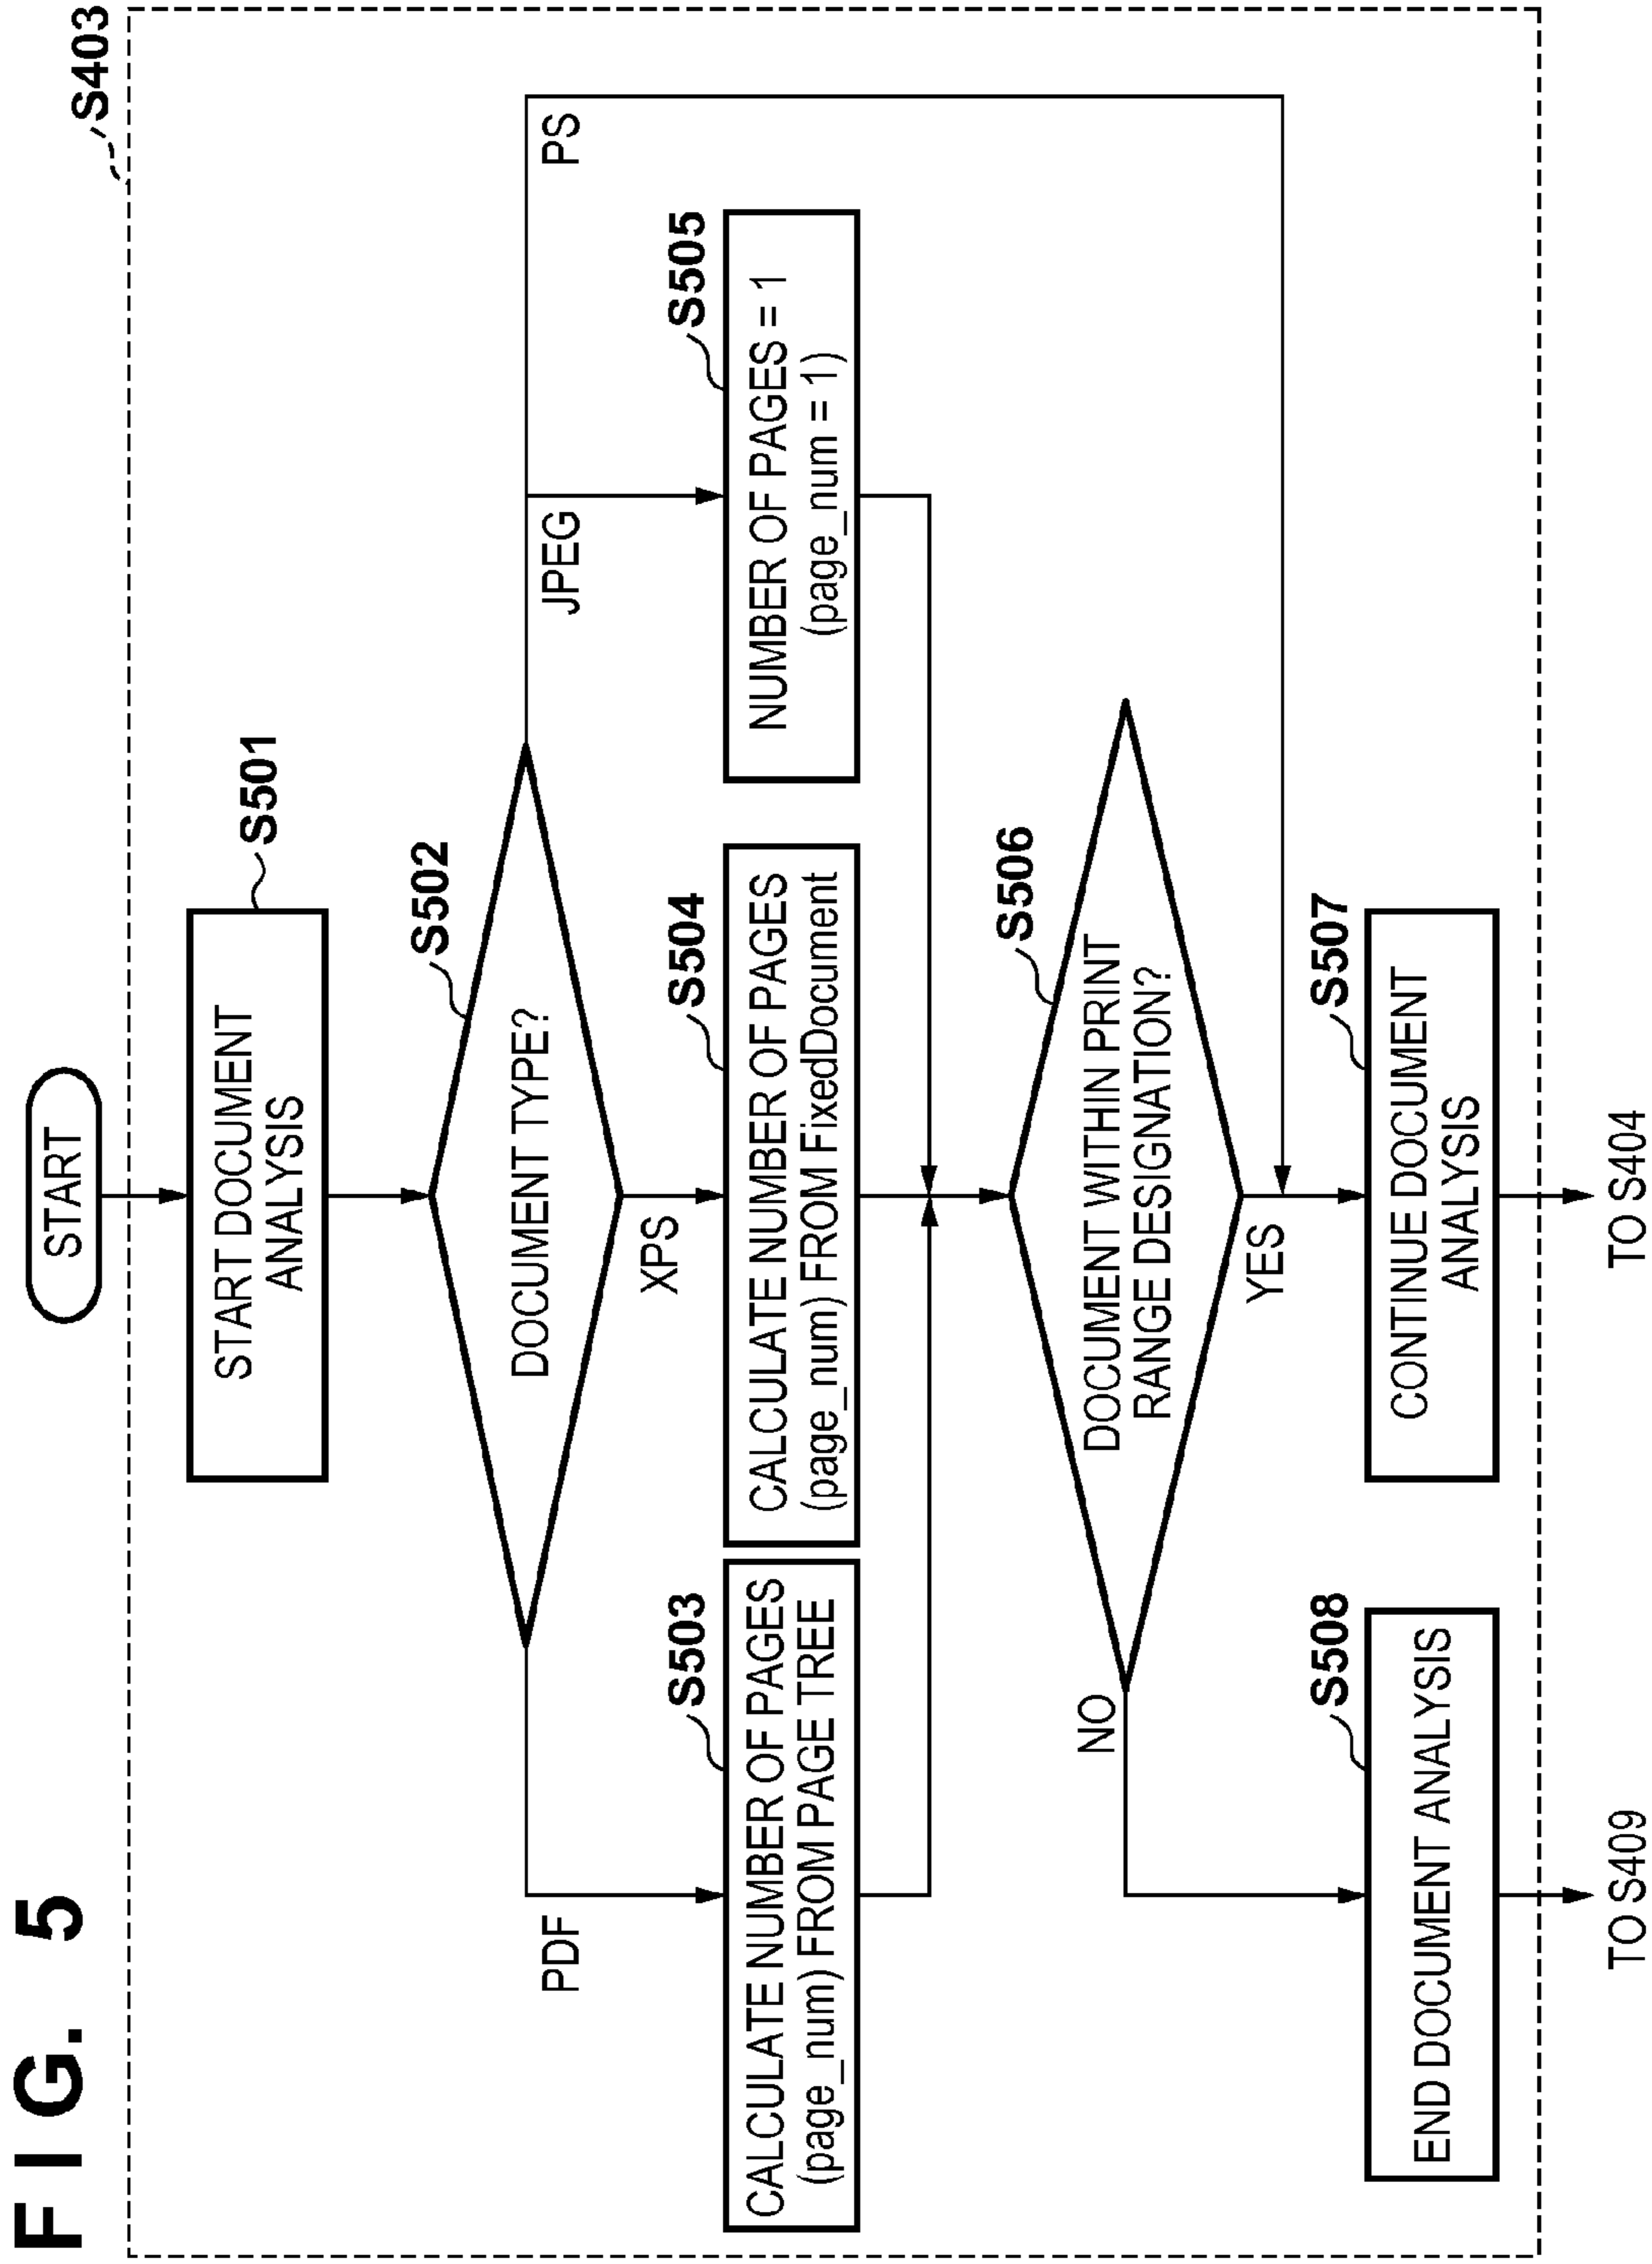 FIG. 5
S403
START
START DOCUMENT
ANALYSIS
S501
DOCUMENT TYPE?
S502
PDF
XPS
JPEG
PS
CALCULATE NUMBER OF PAGES
(page_num) FROM PAGE TREE
S503
CALCULATE NUMBER OF PAGES
(page_num) FROM FixedDocument
S504
NUMBER OF PAGES = 1
(page_num = 1)
S505
DOCUMENT WITHIN PRINT
RANGE DESIGNATION?
S506
NO
YES
END DOCUMENT ANALYSIS
S508
CONTINUE DOCUMENT
ANALYSIS
S507
TO S409
TO S404